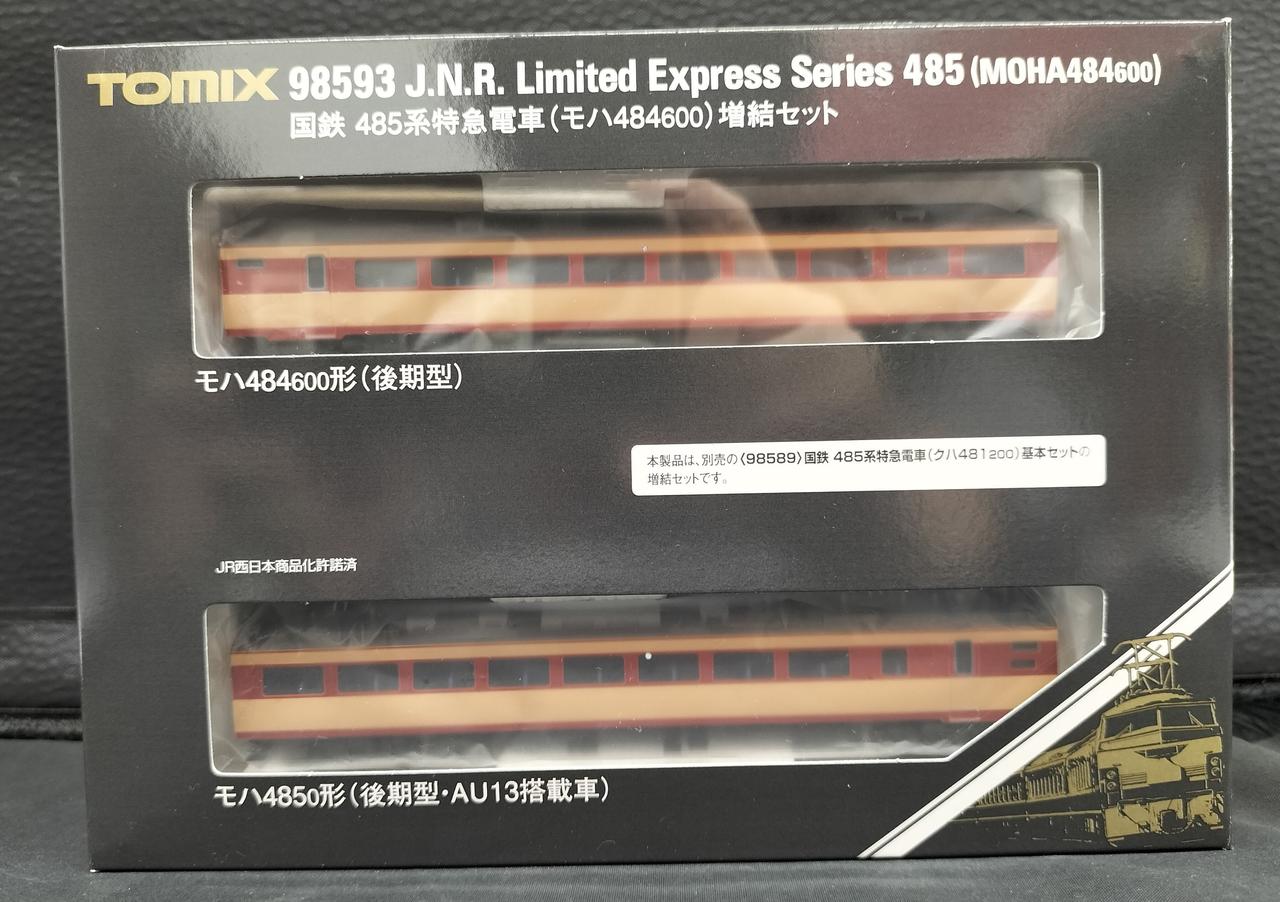 TOMIX 98593 J.N.R. Limited Express Series 485 (MOHA484600)
国鉄 485系特急電車(モハ484600)増結セット
モハ484600形(後期型)
本製品は、別売の〈98589〉国鉄 485系特急電車(クハ481200)基本セットの
増結セットです。
JR西日本商品化許諾済
モハ4850形(後期型・AU13搭載車)